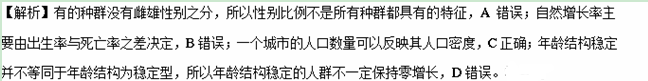 【解析】有的种群没有雌雄性别之分，所以性别比例不是所有种群都具有的特征，A 错误；自然增长率主
要由出生率与死亡率之差决定，B 错误；一个城市的人口数量可以反映其人口密度，C 正确；年龄结构稳定
并不等同于年龄结构为稳定型，所以年龄结构稳定的人群不一定保持零增长，D 错误。